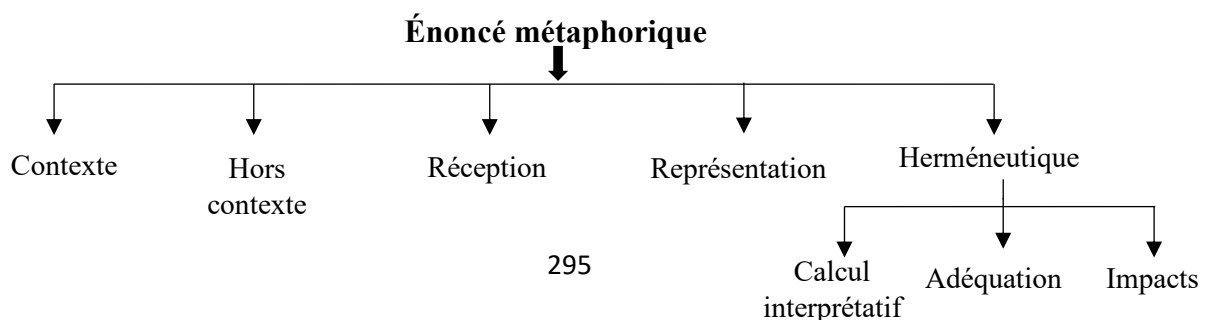 Énoncé métaphorique
Contexte
Hors
contexte
Réception
Représentation
Herméneutique
295
Calcul
interprétatif
Adéquation
Impacts